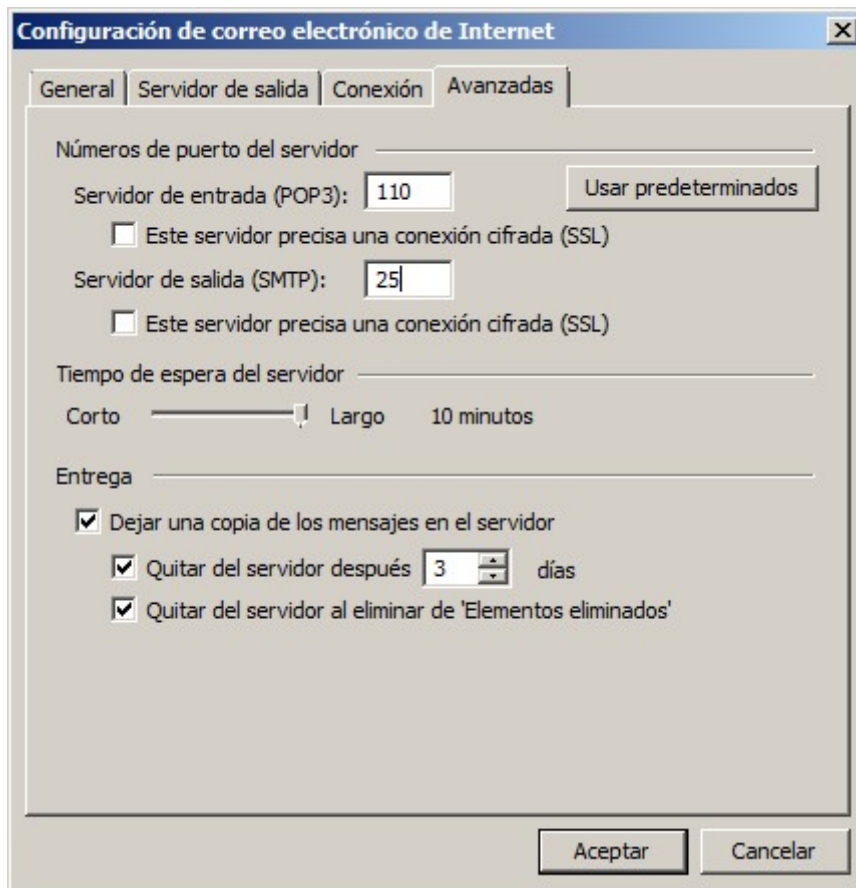 Configuración de correo electrónico de Internet
General Servidor de salida Conexión Avanzadas
Números de puerto del servidor
Servidor de entrada (POP3): 110 Usar predeterminados
Este servidor precisa una conexión cifrada (SSL)
Servidor de salida (SMTP): 25
Este servidor precisa una conexión cifrada (SSL)
Tiempo de espera del servidor
Corto Largo 10 minutos
Entrega
Dejar una copia de los mensajes en el servidor
Quitar del servidor después 3 días
Quitar del servidor al eliminar de 'Elementos eliminados'
Aceptar Cancelar